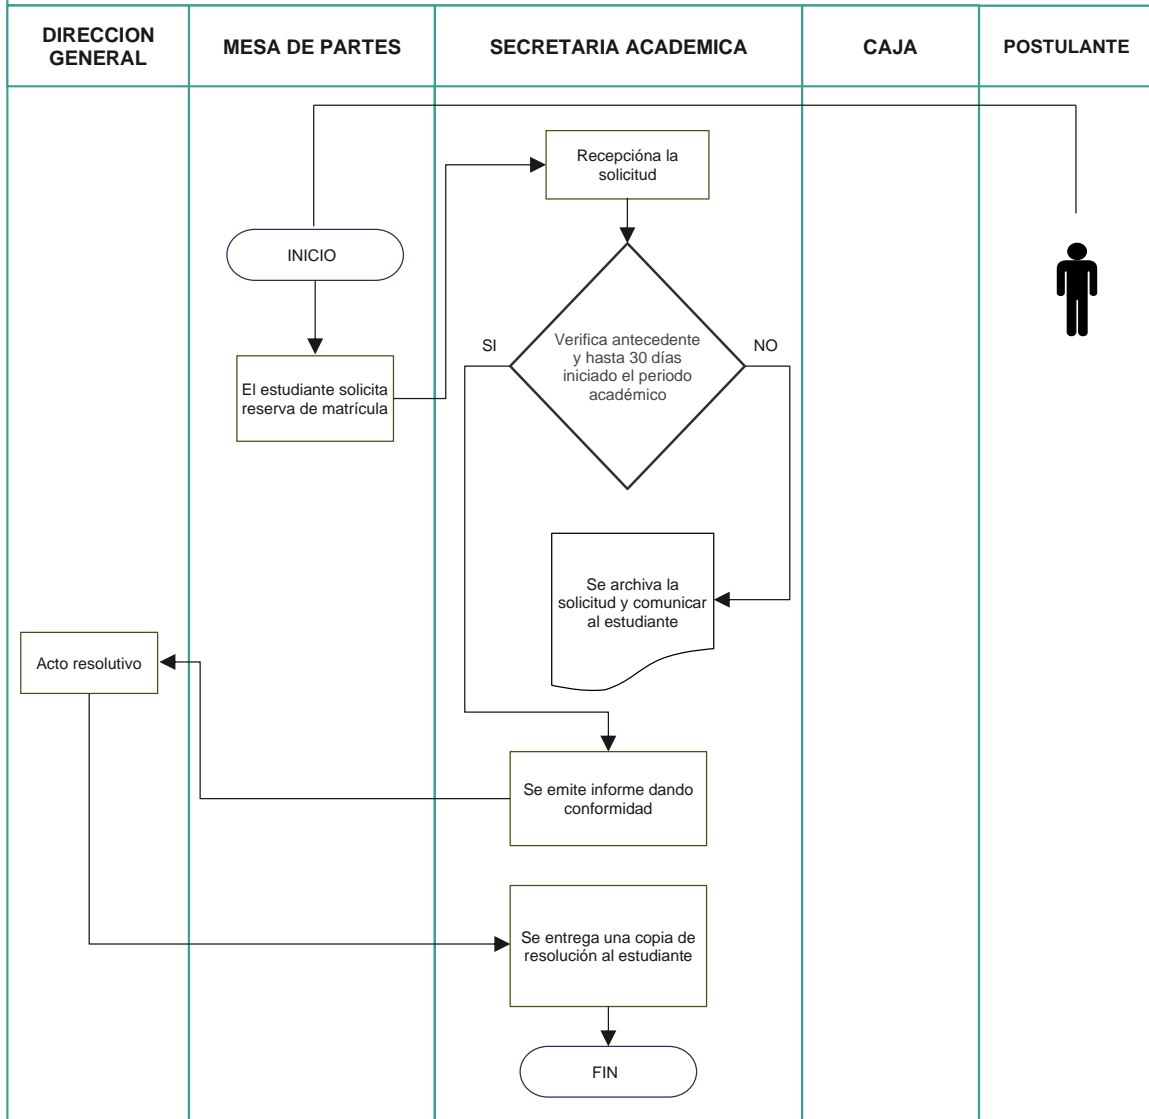 DIRECCION
GENERAL
MESA DE PARTES
SECRETARIA ACADEMICA
CAJA
POSTULANTE
Recepcióna la
solicitud
INICIO
SI
Verifica antecedente
y hasta 30 días
iniciado el periodo
académico
NO
El estudiante solicita
reserva de matrícula
Se archiva la
solicitud y comunicar
al estudiante
Acto resolutivo
Se emite informe dando
conformidad
Se entrega una copia de
resolución al estudiante
FIN